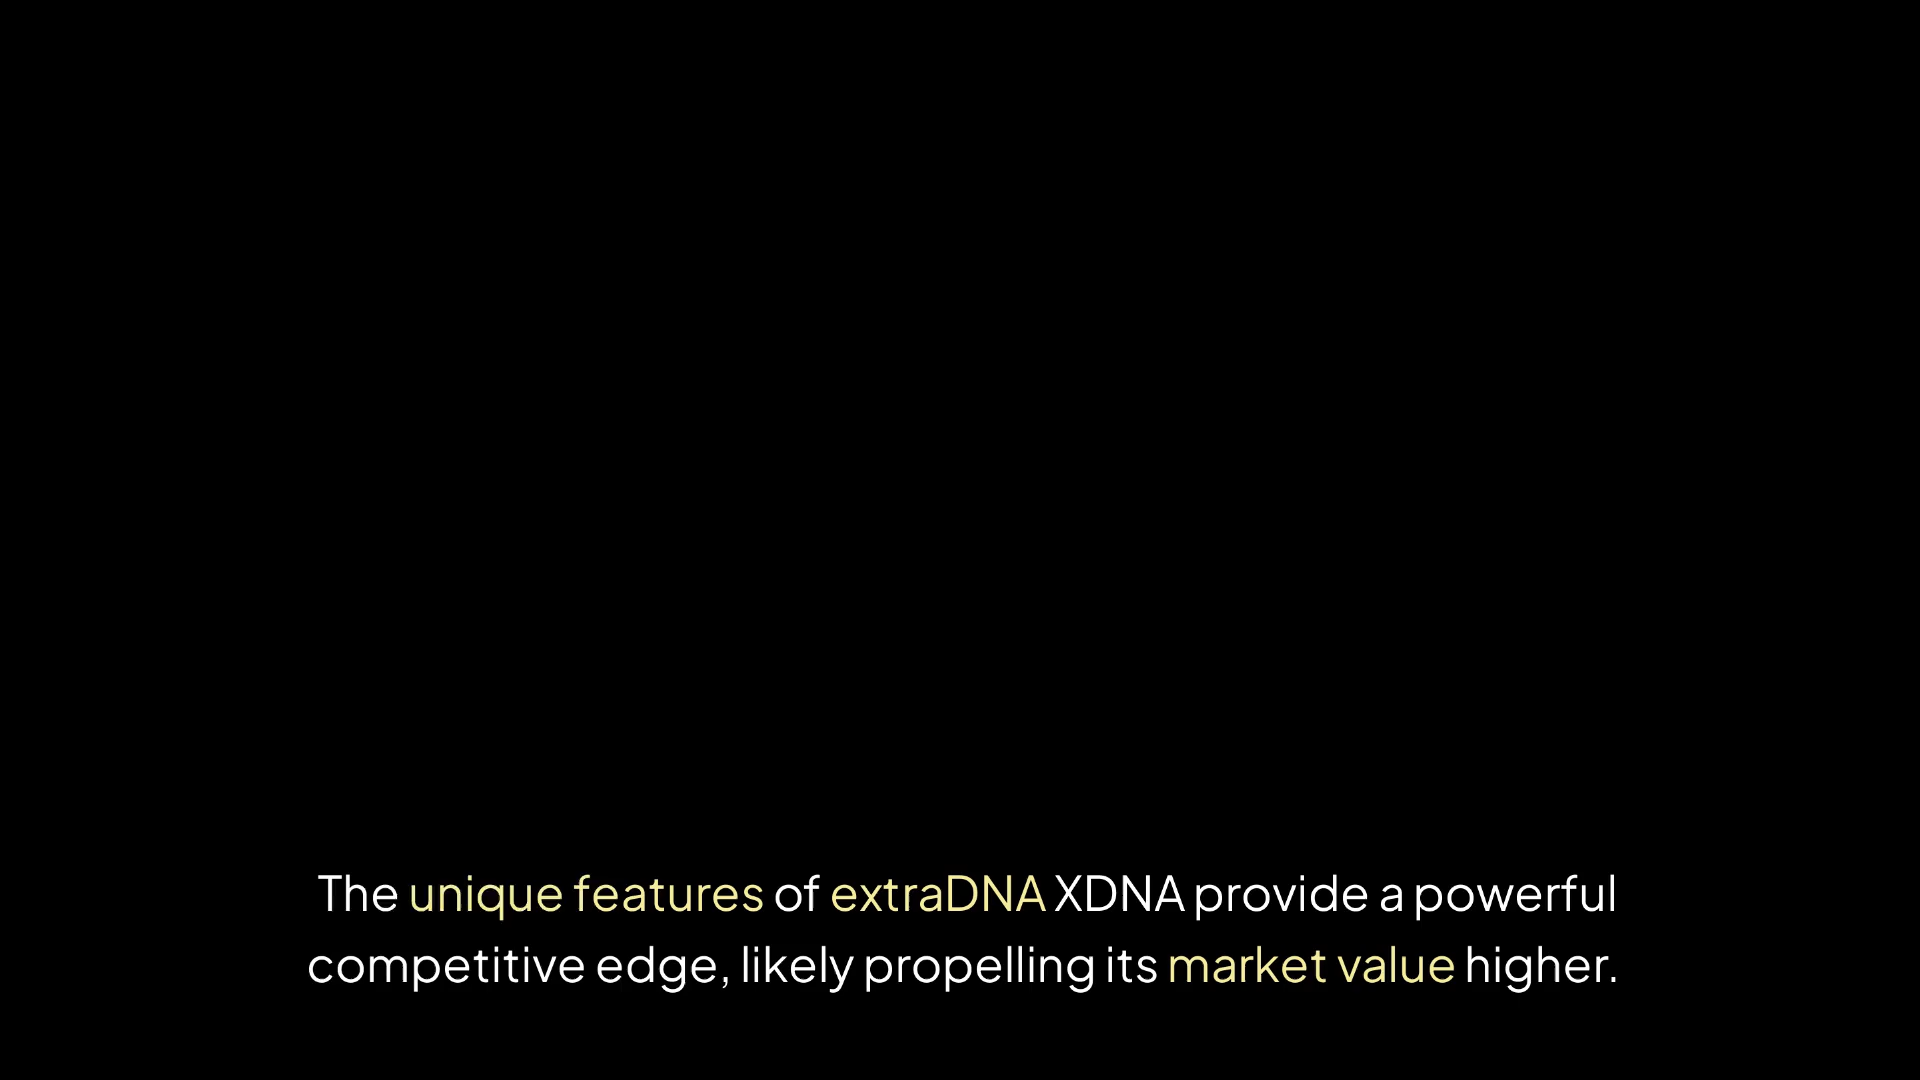 The unique features of extraDNA XDNA provide a powerful
competitive edge, likely propelling its market value higher.